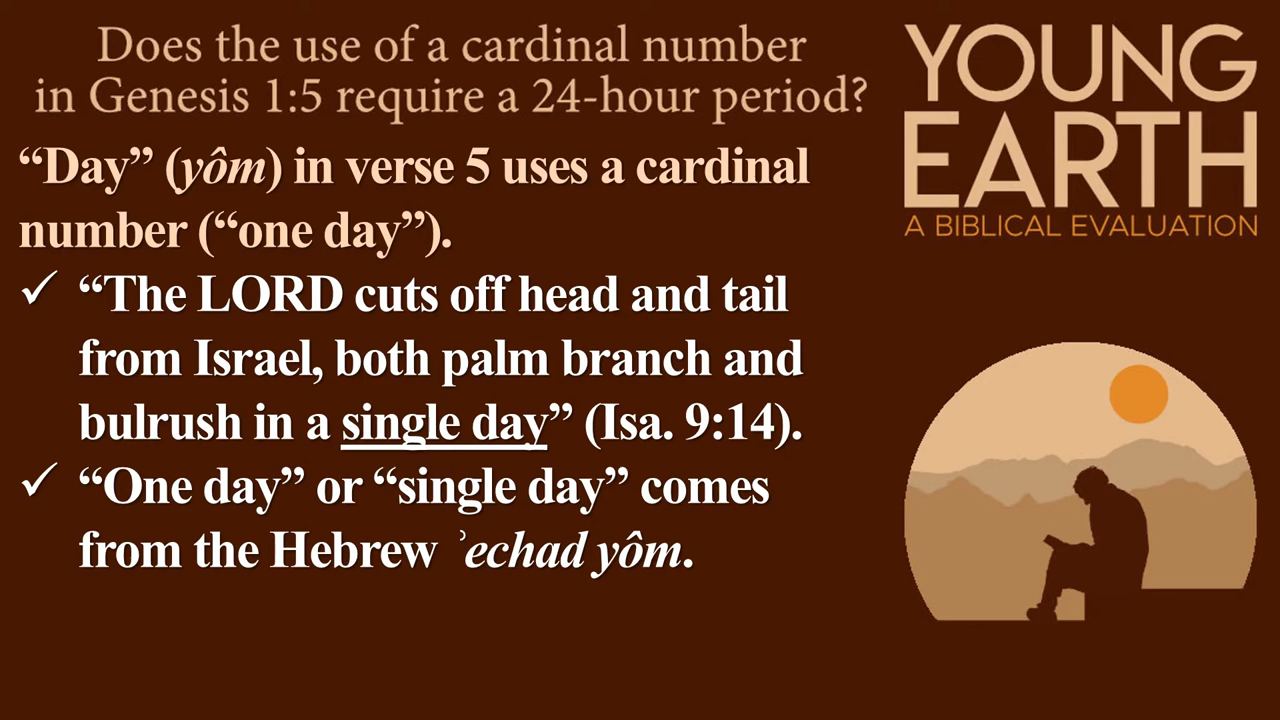 Does the use of a cardinal number
in Genesis 1:5 require a 24-hour period?
“Day” (yôm) in verse 5 uses a cardinal
number (“one day”).
✓ “The LORD cuts off head and tail
from Israel, both palm branch and
bulrush in a single day” (Isa. 9:14).
✓ “One day” or “single day” comes
from the Hebrew ʾechad yôm.
YOUNG
EARTH
A BIBLICAL EVALUATION